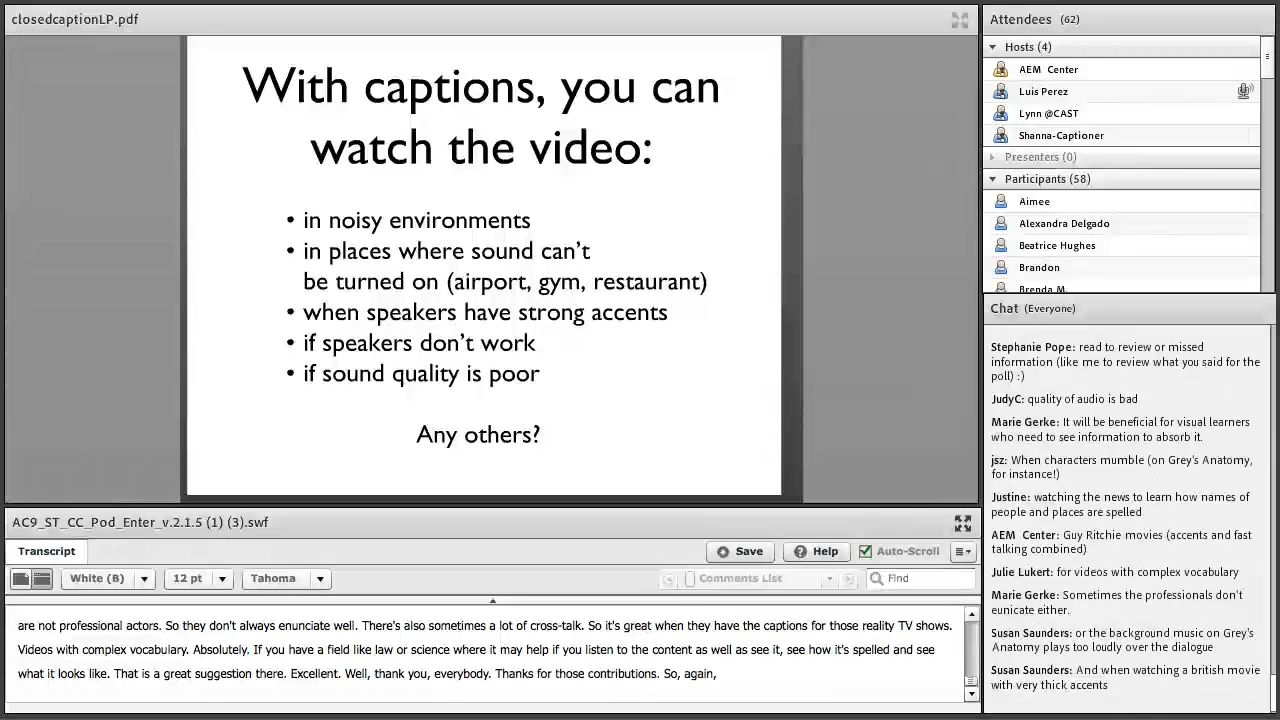 closedcaptionLP.pdf
With captions, you can
watch the video:
• in noisy environments
• in places where sound can't
be turned on (airport, gym, restaurant)
• when speakers have strong accents
• if speakers don't work
• if sound quality is poor
Any others?
AC9_ST_CC_Pod_Enter_v.2.1.5 (1) (3).swf
Transcript
Save
Help
Auto-Scroll
White (B)
12 pt
Tahoma
Comments List
Find
are not professional actors. So they don't always enunciate well. There's also sometimes a lot of cross-talk. So it's great when they have the captions for those reality TV shows.
Videos with complex vocabulary. Absolutely. If you have a field like law or science where it may help if you listen to the content as well as see it, see how it's spelled and see
what it looks like. That is a great suggestion there. Excellent. Well, thank you, everybody. Thanks for those contributions. So, again,
Attendees (62)
Hosts (4)
AEM Center
Luis Perez
Lynn @CAST
Shanna-Captioner
Presenters (0)
Participants (58)
Aimee
Alexandra Delgado
Beatrice Hughes
Brandon
Brenda M.
Chat (Everyone)
Stephanie Pope: read to review or missed
information (like me to review what you said for the
poll) :)
JudyC: quality of audio is bad
Marie Gerke: It will be beneficial for visual learners
who need to see information to absorb it.
jsz: When characters mumble (on Grey's Anatomy,
for instance!)
Justine: watching the news to learn how names of
people and places are spelled
AEM Center: Guy Ritchie movies (accents and fast
talking combined)
Julie Lukert: for videos with complex vocabulary
Marie Gerke: Sometimes the professionals don't
eunicate either.
Susan Saunders: or the background music on Grey's
Anatomy plays too loudly over the dialogue
Susan Saunders: And when watching a british movie
with very thick accents